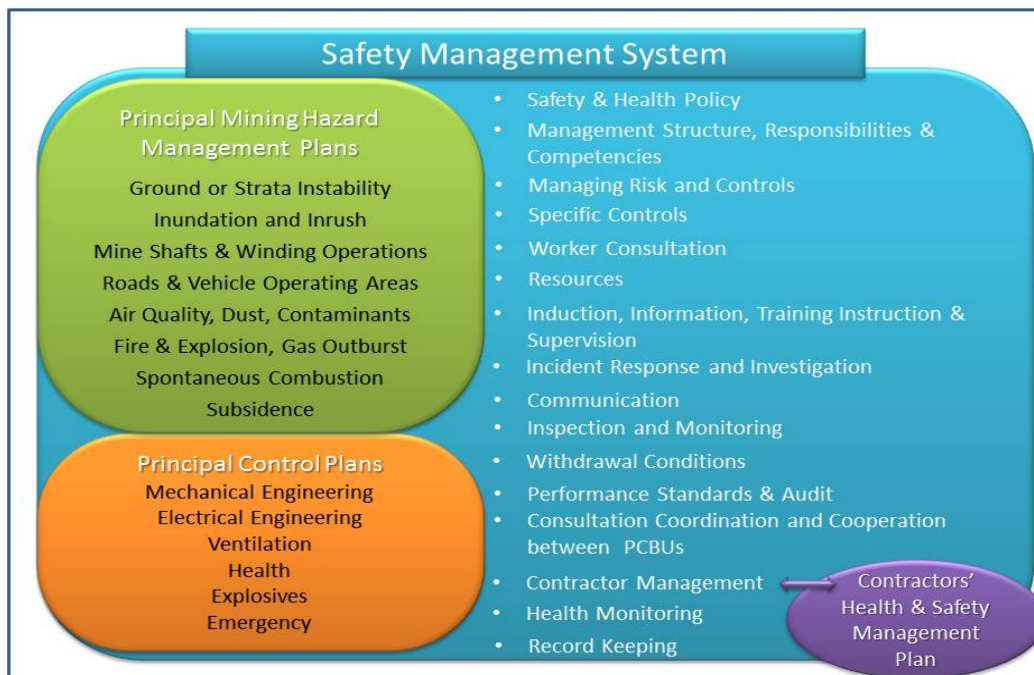 Safety Management System
Principal Mining Hazard
Management Plans
Ground or Strata Instability
Inundation and Inrush
Mine Shafts & Winding Operations
Roads & Vehicle Operating Areas
Air Quality, Dust, Contaminants
Fire & Explosion, Gas Outburst
Spontaneous Combustion
Subsidence
Principal Control Plans
Mechanical Engineering
Electrical Engineering
Ventilation
Health
Explosives
Emergency
• Safety & Health Policy
• Management Structure, Responsibilities &
Competencies
• Managing Risk and Controls
• Specific Controls
• Worker Consultation
• Resources
• Induction, Information, Training Instruction &
Supervision
• Incident Response and Investigation
• Communication
• Inspection and Monitoring
• Withdrawal Conditions
• Performance Standards & Audit
• Consultation Coordination and Cooperation
between PCBUs
• Contractor Management
• Health Monitoring
• Record Keeping
Contractors'
Health & Safety
Management
Plan